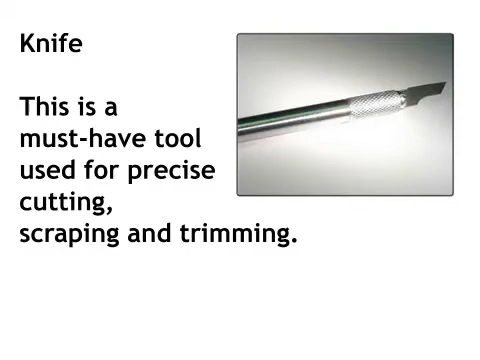 Knife
This is a
must-have tool
used for precise
cutting,
scraping and trimming.